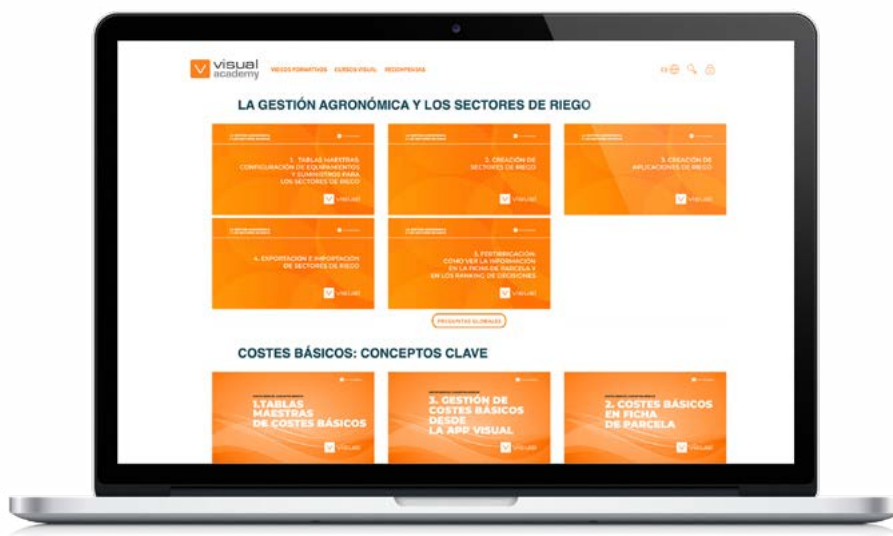 visual
academy
VIDEOS FORMATIVOS CURSOS VISUAL RECOMPENSAS
ES
LA GESTIÓN AGRONÓMICA Y LOS SECTORES DE RIEGO
1. TABLAS MAESTRAS:
CONFIGURACIÓN DE EQUIPAMIENTOS
Y SUMINISTROS PARA
LOS SECTORES DE RIEGO
visual
2. CREACIÓN DE
SECTORES DE RIEGO
visual
3. CREACIÓN DE
APLICACIONES DE RIEGO
visual
4. EXPORTACIÓN E IMPORTACIÓN
DE SECTORES DE RIEGO
visual
5. FERTIRRIGACIÓN:
CÓMO VER LA INFORMACIÓN
EN LA FICHA DE PARCELA Y
EN LOS RANKING DE DECISIONES
visual
PREGUNTAS GLOBALES
COSTES BÁSICOS: CONCEPTOS CLAVE
1.TABLAS
MAESTRAS
DE COSTES BÁSICOS
visual
3. GESTIÓN DE
COSTES BÁSICOS
DESDE
LA APP VISUAL
visual
2. COSTES BÁSICOS
EN FICHA
DE PARCELA
visual